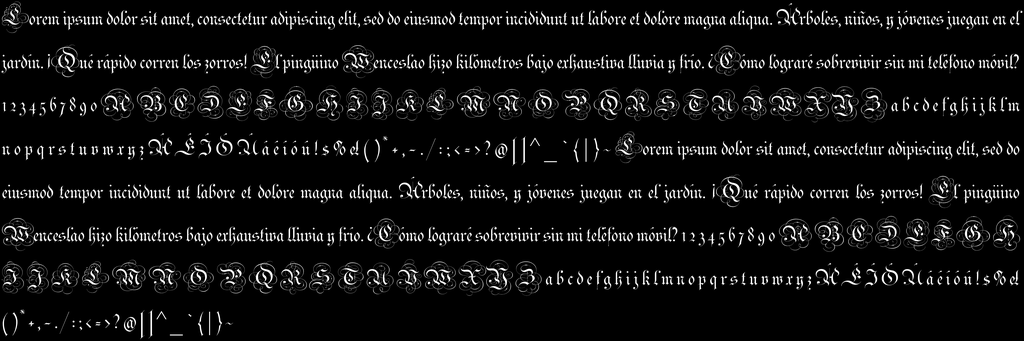 Lorem ipsum dolor sit amet, consectetur adipiscing elit, sed do eiusmod tempor incididunt ut labore et dolore magna aliqua. Árboles, niños, y jóvenes juegan en el
jardín. ¡Qué rápido corren los zorros! El pingüino Wenceslao hizo kilómetros bajo exhaustiva lluvia y frío. ¿Cómo lograré sobrevivir sin mi teléfono móvil?
1 2 3 4 5 6 7 8 9 0 A B C D E F G H I J K L M N O P Q R S T U V W X Y Z a b c d e f g h i j k l m
n o p q r s t u v w x y z Á É Í Ó Ú á é í ó ú ! $ % & ( ) * + , - . / : ; < = > ? @ [ ] ^ _ ` { | } ~ Lorem ipsum dolor sit amet, consectetur adipiscing elit, sed do
eiusmod tempor incididunt ut labore et dolore magna aliqua. Árboles, niños, y jóvenes juegan en el jardín. ¡Qué rápido corren los zorros! El pingüino
Wenceslao hizo kilómetros bajo exhaustiva lluvia y frío. ¿Cómo lograré sobrevivir sin mi teléfono móvil? 1 2 3 4 5 6 7 8 9 0 A B C D E F G H
I J K L M N O P Q R S T U V W X Y Z a b c d e f g h i j k l m n o p q r s t u v w x y z Á É Í Ó Ú á é í ó ú ! $ % &
( ) * + , - . / : ; < = > ? @ [ ] ^ _ ` { | } ~